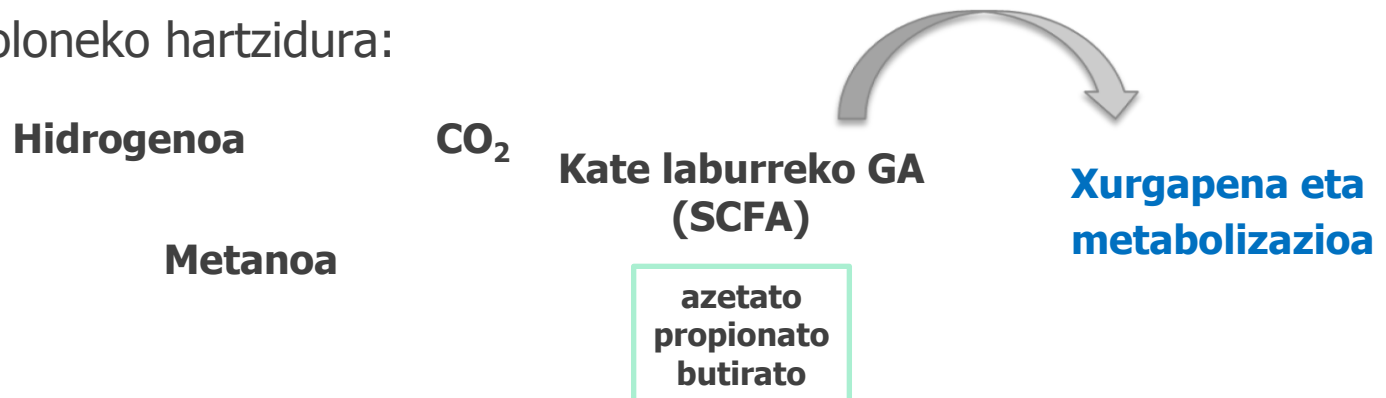 oloneko hartzidura:
Hidrogenoa
CO₂
Kate laburreko GA
(SCFA)
Xurgapena eta
metabolizazioa
Metanoa
azetato
propionato
butirato